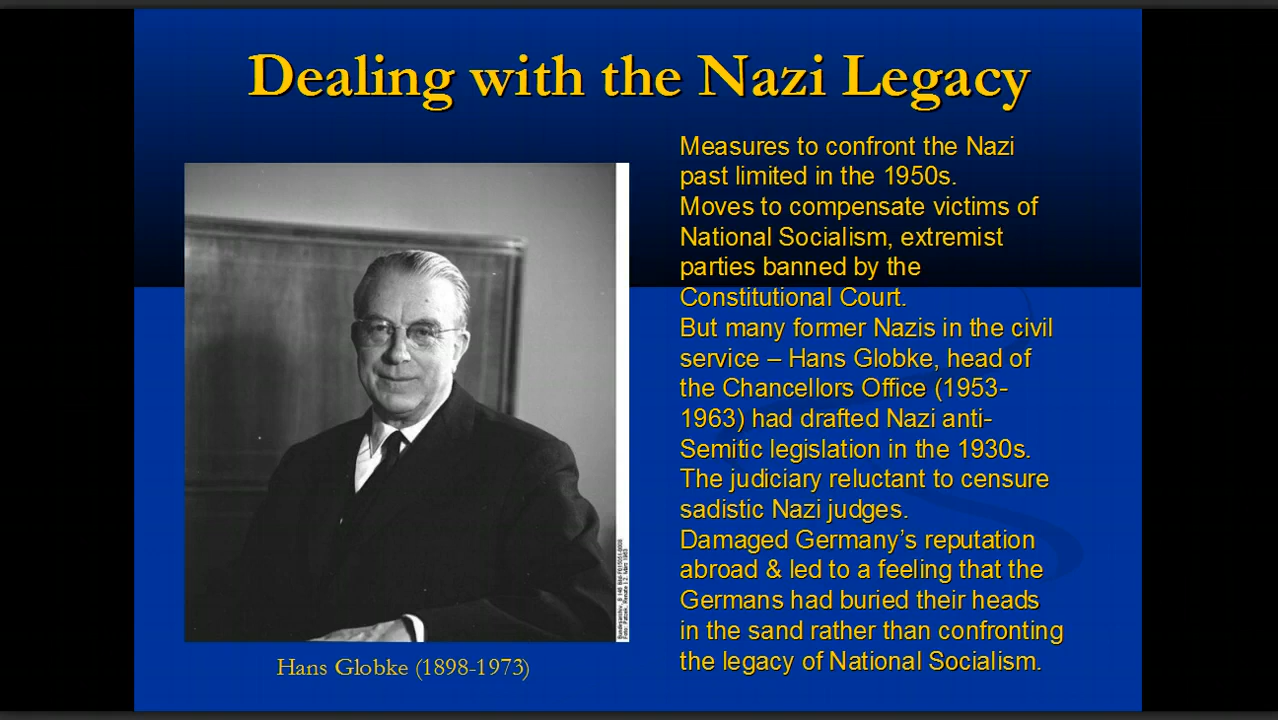 Dealing with the Nazi Legacy
Measures to confront the Nazi
past limited in the 1950s.
Moves to compensate victims of
National Socialism, extremist
parties banned by the
Constitutional Court.
But many former Nazis in the civil
service – Hans Globke, head of
the Chancellors Office (1953-
1963) had drafted Nazi anti-
Semitic legislation in the 1930s.
The judiciary reluctant to censure
sadistic Nazi judges.
Damaged Germany’s reputation
abroad & led to a feeling that the
Germans had buried their heads
in the sand rather than confronting
the legacy of National Socialism.
Hans Globke (1898-1973)